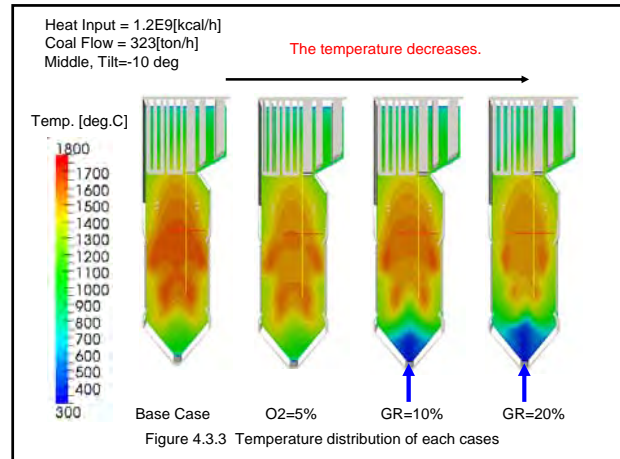 Heat Input = 1.2E9[kcal/h]
Coal Flow = 323[ton/h]
Middle, Tilt=-10 deg
The temperature decreases.
Temp. [deg.C]
1800
1700
1600
1500
1400
1300
1200
1100
1000
900
800
700
600
500
400
300
Base Case
O2=5%
GR=10%
GR=20%
Figure 4.3.3 Temperature distribution of each cases